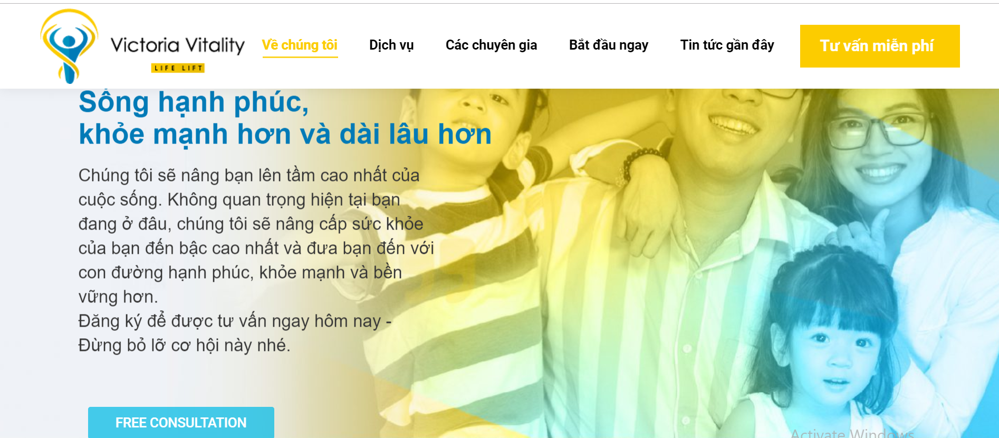 Victoria Vitality
LIFE LIFT
Về chúng tôi
Dịch vụ
Các chuyên gia
Bắt đầu ngay
Tin tức gần đây
Tư vấn miễn phí
Sống hạnh phúc,
khỏe mạnh hơn và dài lâu hơn
Chúng tôi sẽ nâng bạn lên tầm cao nhất của
cuộc sống. Không quan trọng hiện tại bạn
đang ở đâu, chúng tôi sẽ nâng cấp sức khỏe
của bạn đến bậc cao nhất và đưa bạn đến với
con đường hạnh phúc, khỏe mạnh và bền
vững hơn.
Đăng ký để được tư vấn ngay hôm nay -
Đừng bỏ lỡ cơ hội này nhé.
FREE CONSULTATION
Activate Windows